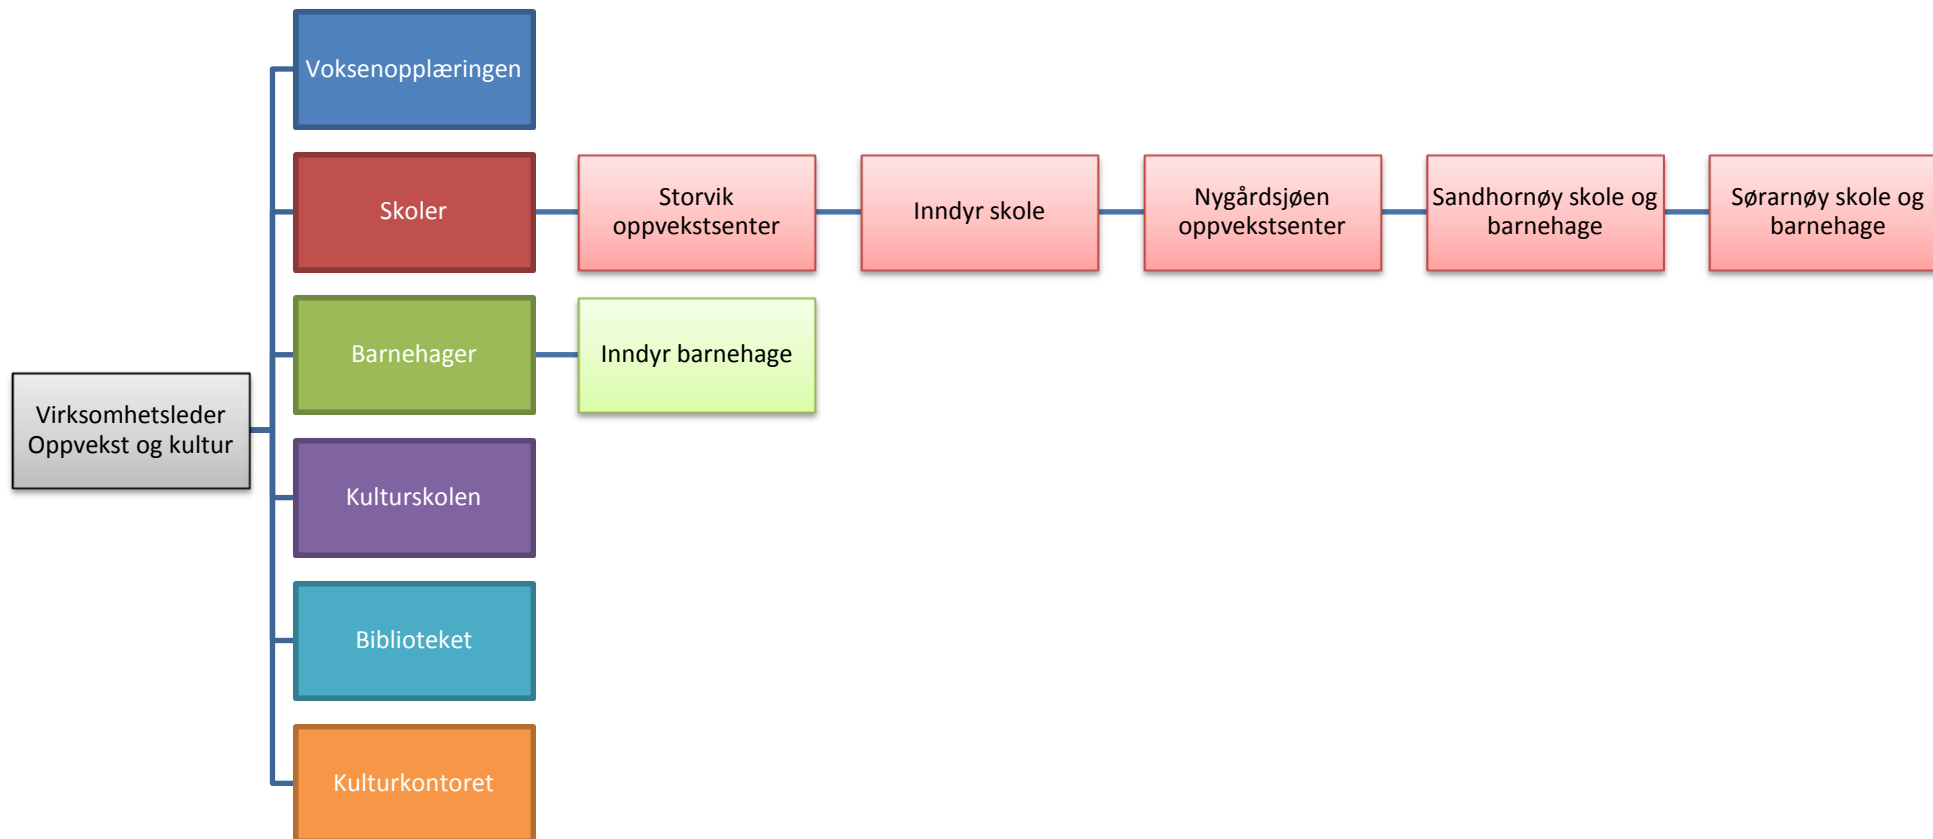 Voksenopplæringen
Skoler
Storvik
oppvekstsenter
Inndyr skole
Nygårdsjøen
oppvekstsenter
Sandhornøy skole og
barnehage
Sørarnøy skole og
barnehage
Barnehager
Inndyr barnehage
Virksomhetsleder
Oppvekst og kultur
Kulturskolen
Biblioteket
Kulturkontoret